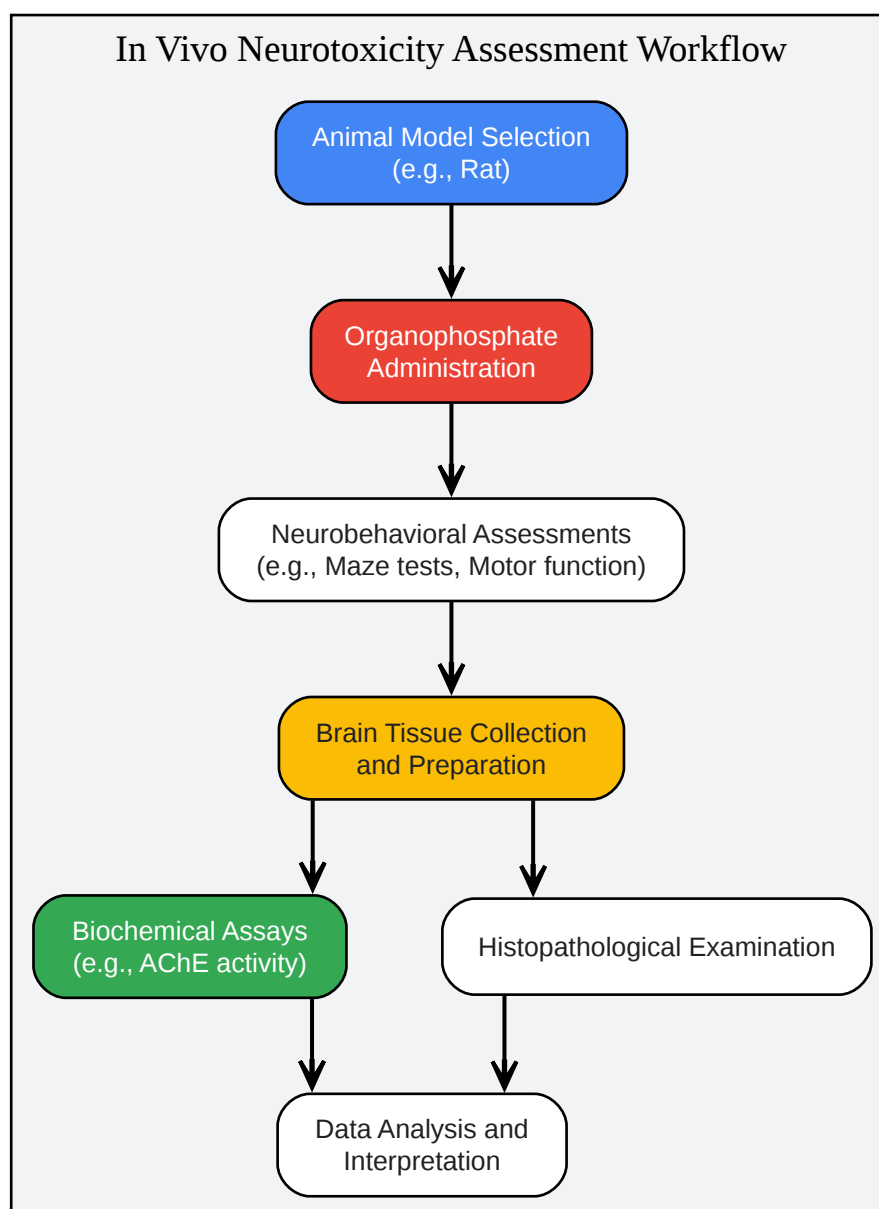 In Vivo Neurotoxicity Assessment Workflow
Animal Model Selection
(e.g., Rat)
Organophosphate
Administration
Neurobehavioral Assessments
(e.g., Maze tests, Motor function)
Brain Tissue Collection
and Preparation
Biochemical Assays
(e.g., AChE activity)
Histopathological Examination
Data Analysis and
Interpretation